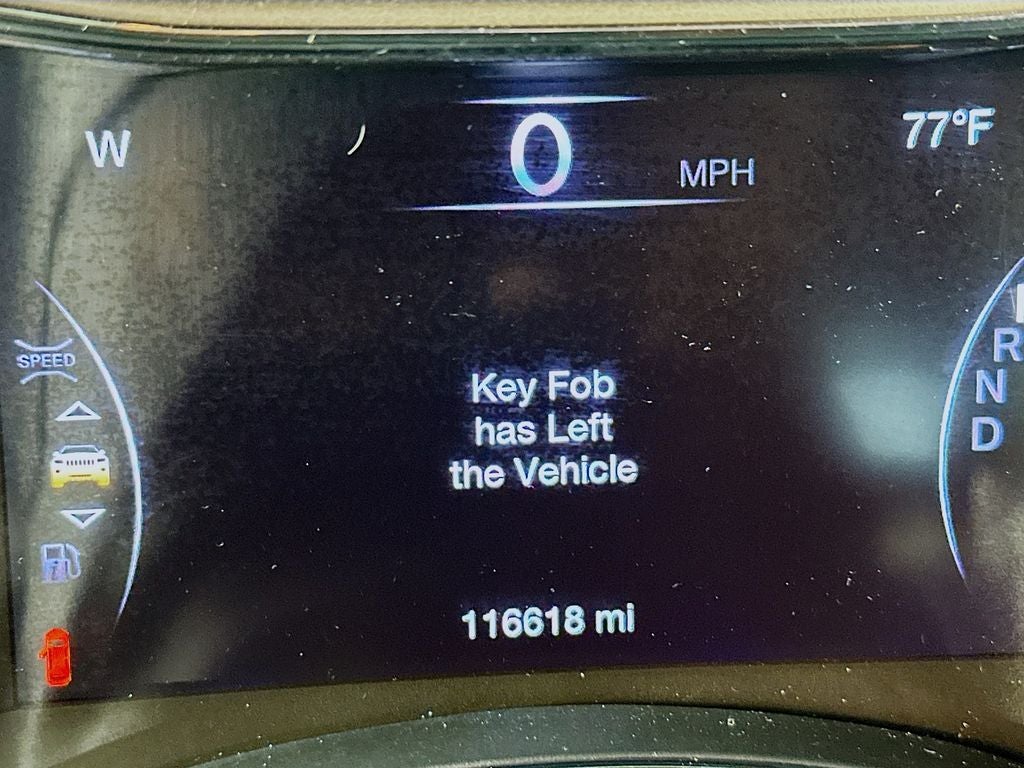 W
0
MPH
77°F
SPEED
R
N
D
Key Fob
has Left
the Vehicle
116618 mi